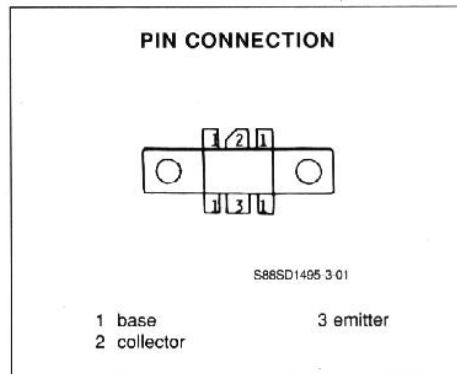 PIN CONNECTION
1 2 1
1 3 1
S88SD1495-3-01
1 base 3 emitter
2 collector